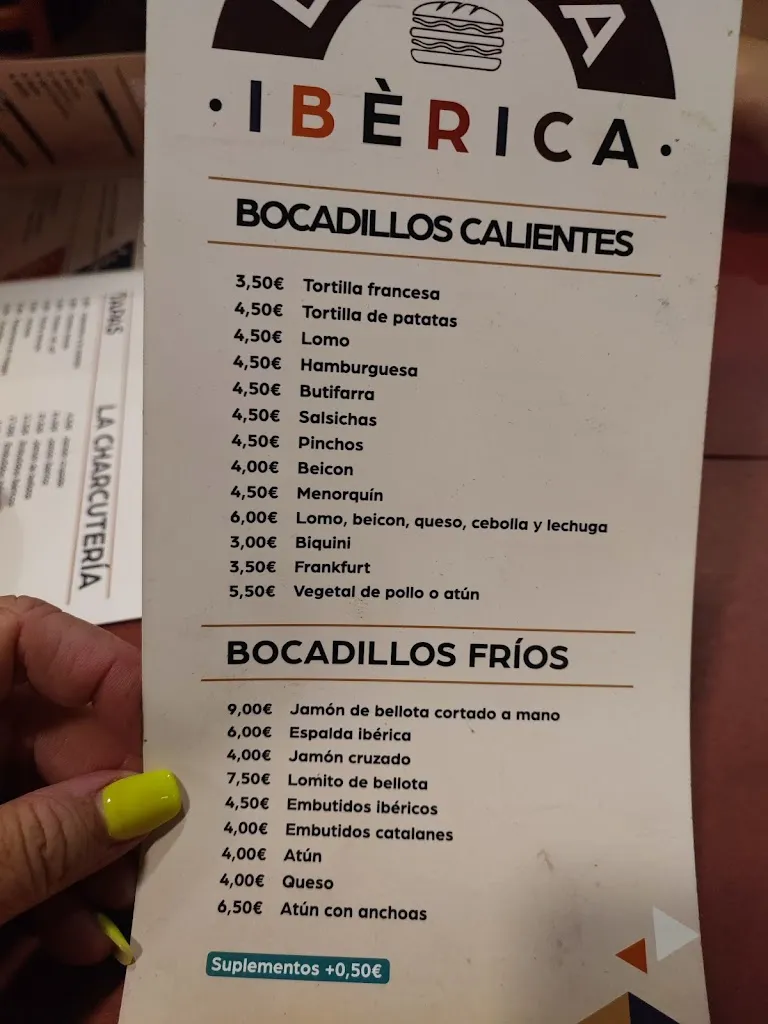 A
· IBÈRICA ·
BOCADILLOS CALIENTES
3,50€ Tortilla francesa
4,50€ Tortilla de patatas
4,50€ Lomo
4,50€ Hamburguesa
4,50€ Butifarra
4,50€ Salsichas
4,50€ Pinchos
4,00€ Beicon
4,50€ Menorquín
6,00€ Lomo, beicon, queso, cebolla y lechuga
3,00€ Biquini
3,50€ Frankfurt
5,50€ Vegetal de pollo o atún
BOCADILLOS FRÍOS
9,00€ Jamón de bellota cortado a mano
6,00€ Espalda ibérica
4,00€ Jamón cruzado
7,50€ Lomito de bellota
4,50€ Embutidos ibéricos
4,00€ Embutidos catalanes
4,00€ Atún
4,00€ Queso
6,50€ Atún con anchoas
Suplementos +0,50€
TAPAS
LA CHARCUTERÍA